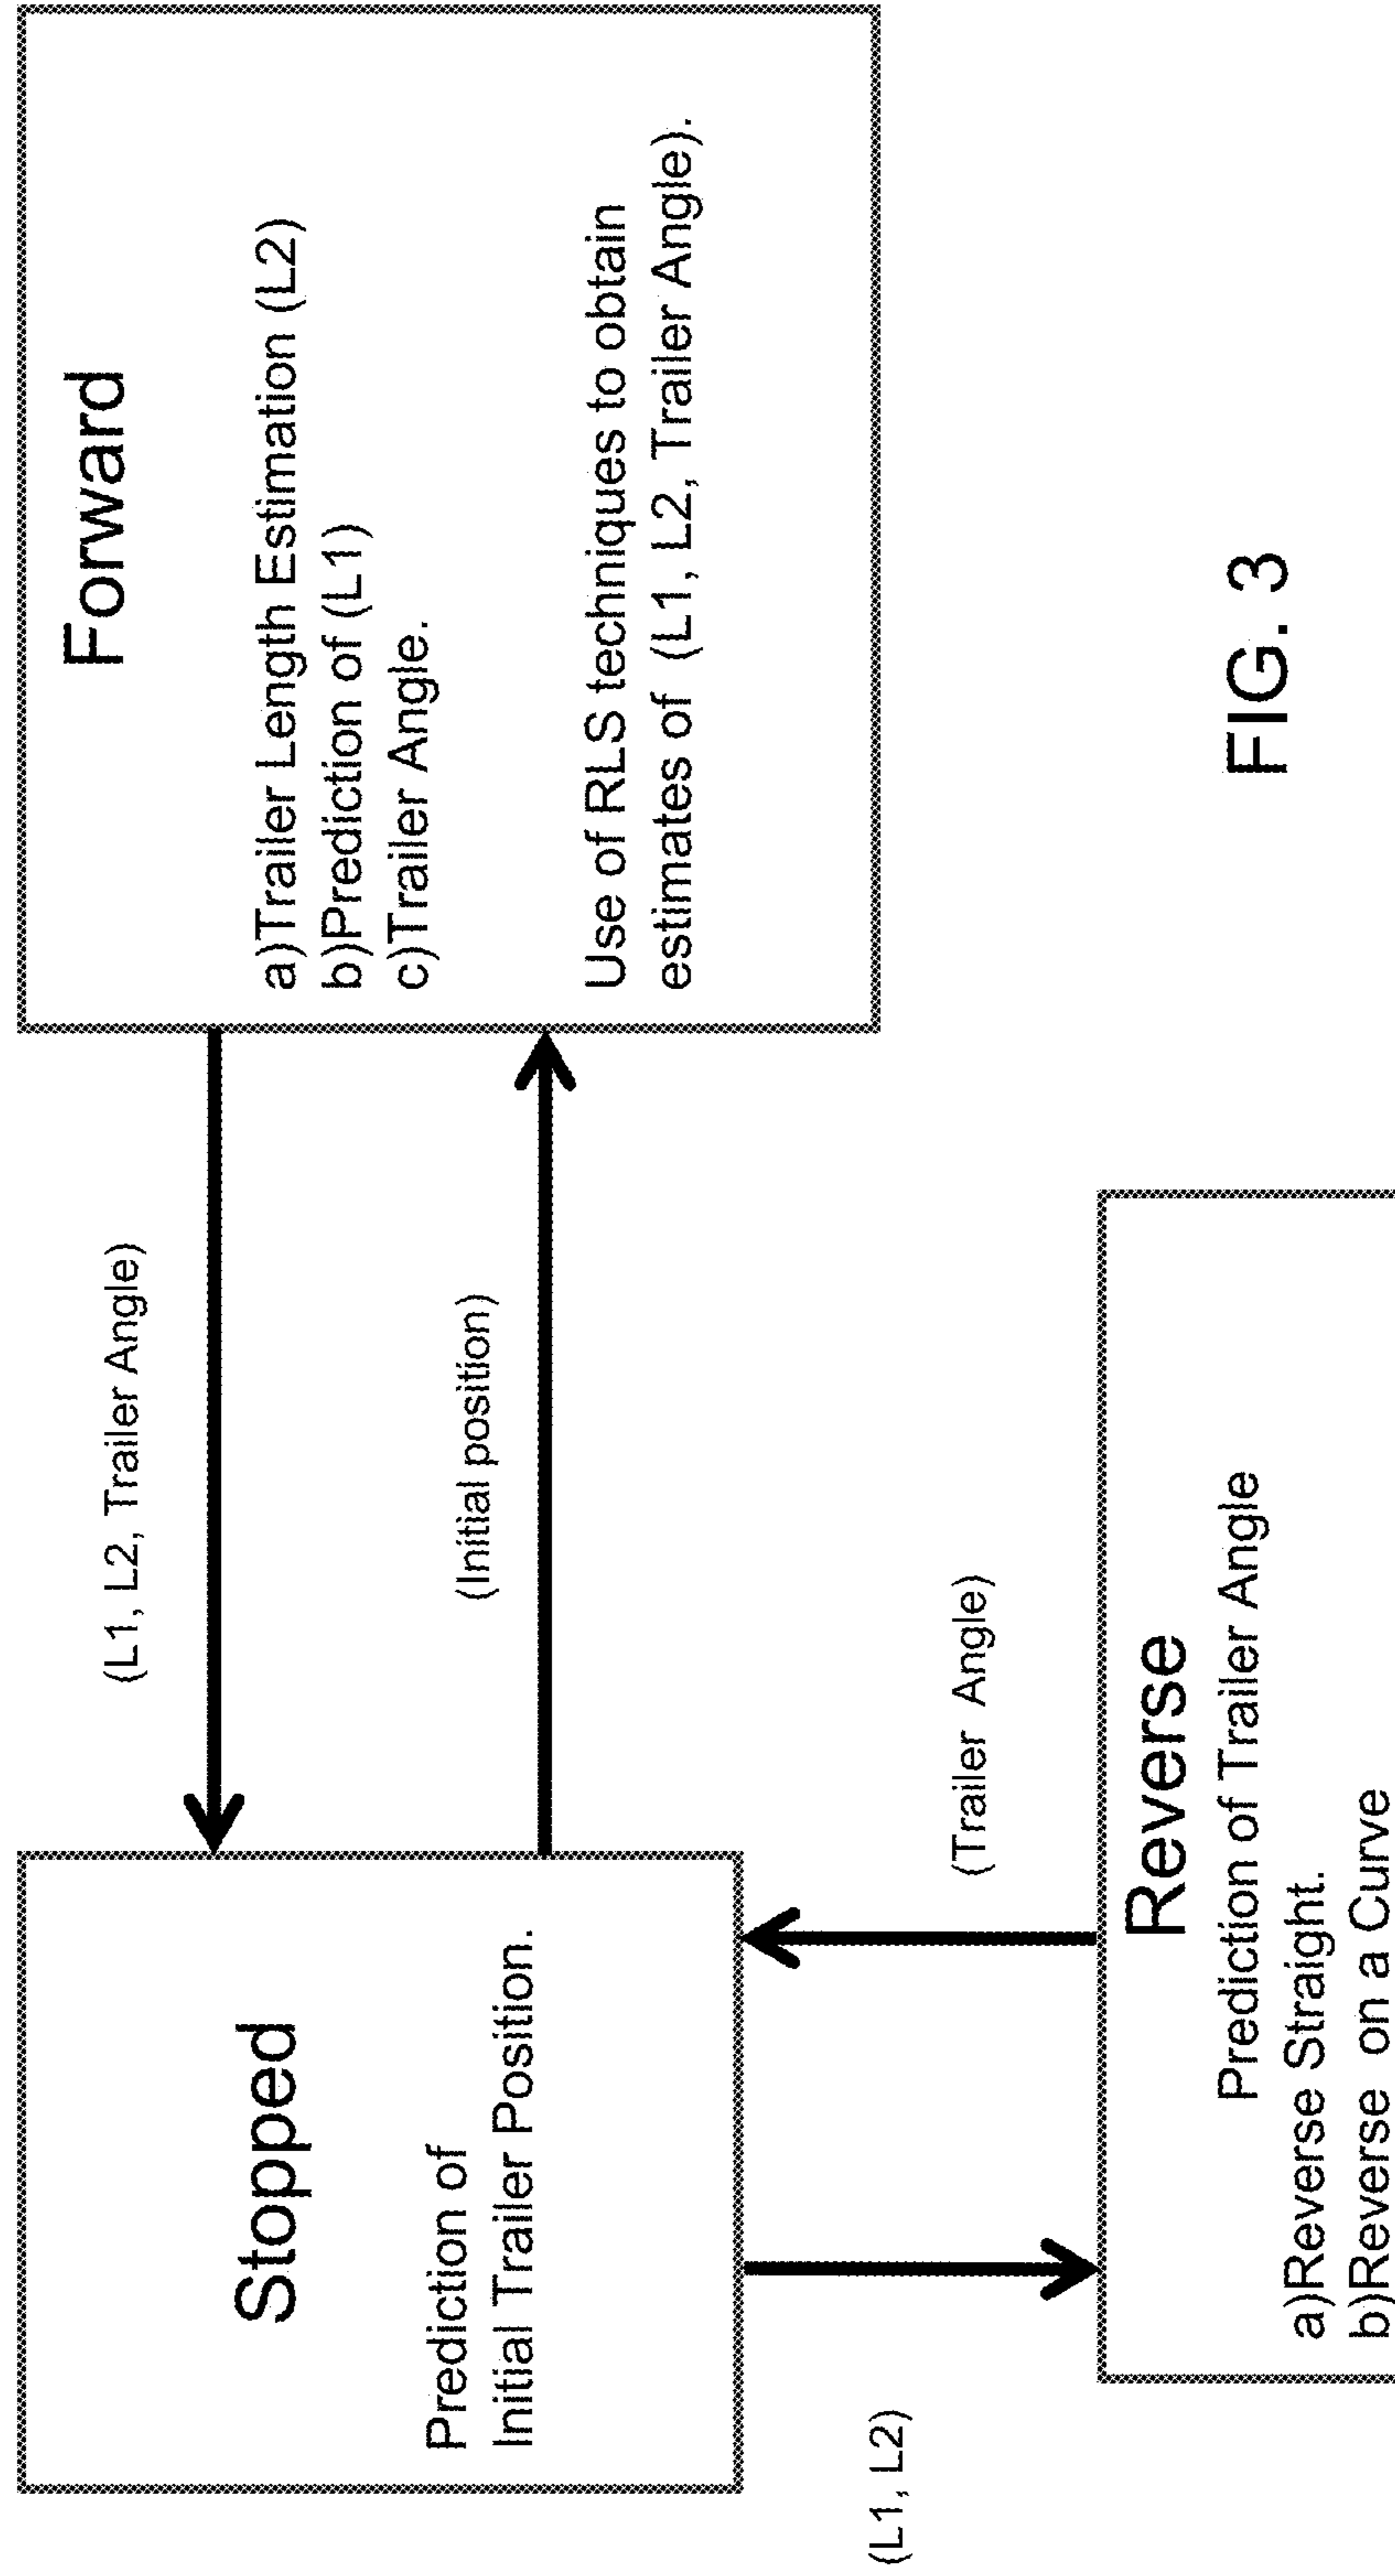 Stopped
Prediction of
Initial Trailer Position.
(L1, L2, Trailer Angle)
(Initial position)
Forward
a)Trailer Length Estimation (L2)
b)Prediction of (L1)
c)Trailer Angle.
Use of RLS techniques to obtain
estimates of (L1, L2, Trailer Angle).
(L1, L2)
(Trailer Angle)
Reverse
Prediction of Trailer Angle
a)Reverse Straight.
b)Reverse on a Curve
FIG. 3